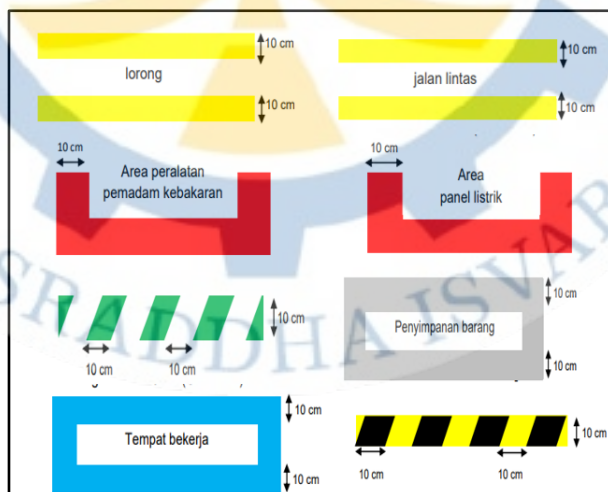 10 cm
10 cm
lorong
jalan lintas
10 cm
10 cm
10 cm
Area peralatan
pemadam kebakaran
10 cm
Area
panel listrik
10 cm
10 cm
10 cm
10 cm
Penyimpanan barang
10 cm
10 cm
Tempat bekerja
10 cm
10 cm
10 cm
10 cm
SRADDHA ISVAR